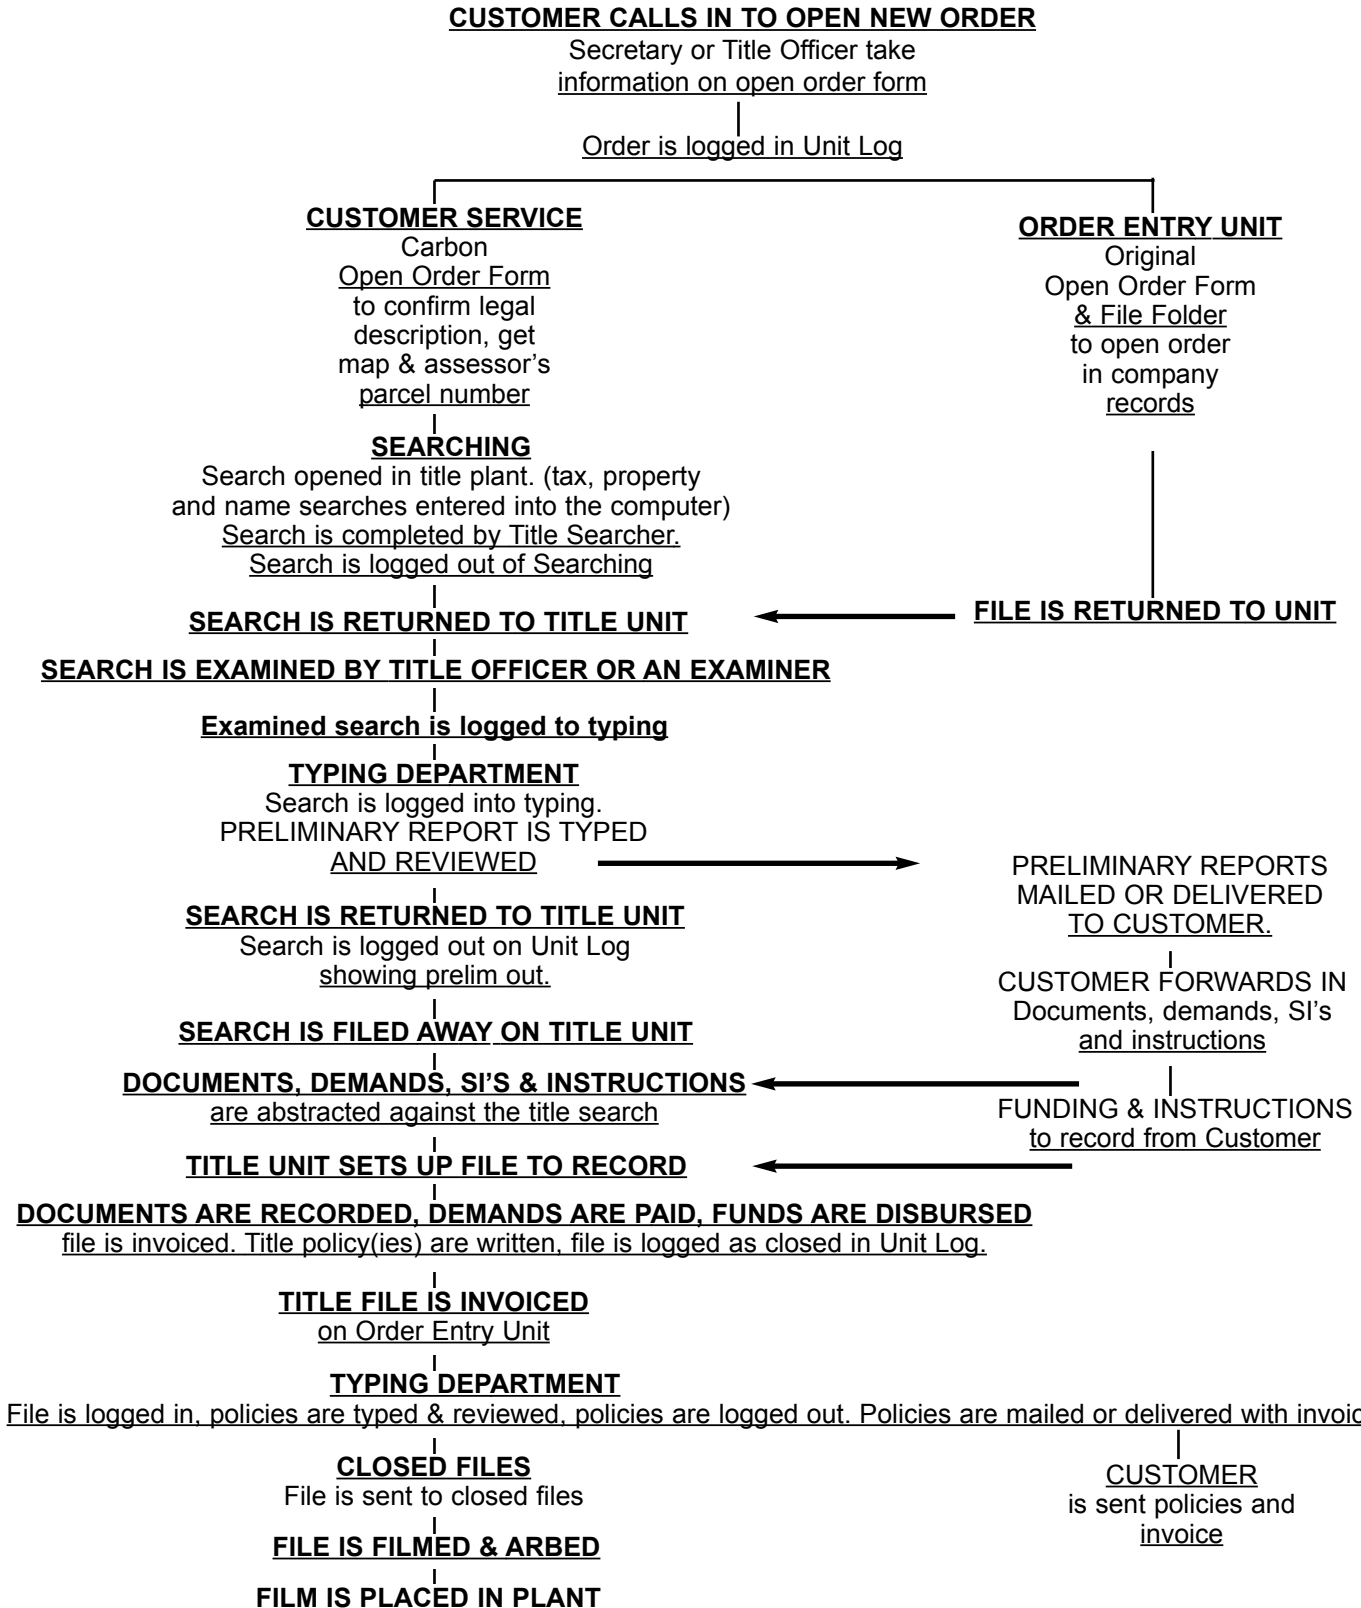 CUSTOMER CALLS IN TO OPEN NEW ORDER
Secretary or Title Officer take
information on open order form
Order is logged in Unit Log
CUSTOMER SERVICE
Carbon
Open Order Form
to confirm legal
description, get
map & assessor’s
parcel number
ORDER ENTRY UNIT
Original
Open Order Form
& File Folder
to open order
in company
records
SEARCHING
Search opened in title plant. (tax, property
and name searches entered into the computer)
Search is completed by Title Searcher.
Search is logged out of Searching
SEARCH IS RETURNED TO TITLE UNIT
FILE IS RETURNED TO UNIT
SEARCH IS EXAMINED BY TITLE OFFICER OR AN EXAMINER
Examined search is logged to typing
TYPING DEPARTMENT
Search is logged into typing.
PRELIMINARY REPORT IS TYPED
AND REVIEWED
PRELIMINARY REPORTS
MAILED OR DELIVERED
TO CUSTOMER.
SEARCH IS RETURNED TO TITLE UNIT
Search is logged out on Unit Log
showing prelim out.
CUSTOMER FORWARDS IN
Documents, demands, SI’s
and instructions
SEARCH IS FILED AWAY ON TITLE UNIT
DOCUMENTS, DEMANDS, SI’S & INSTRUCTIONS
are abstracted against the title search
FUNDING & INSTRUCTIONS
to record from Customer
TITLE UNIT SETS UP FILE TO RECORD
DOCUMENTS ARE RECORDED, DEMANDS ARE PAID, FUNDS ARE DISBURSED
file is invoiced. Title policy(ies) are written, file is logged as closed in Unit Log.
TITLE FILE IS INVOICED
on Order Entry Unit
TYPING DEPARTMENT
File is logged in, policies are typed & reviewed, policies are logged out. Policies are mailed or delivered with
CLOSED FILES
File is sent to closed files
CUSTOMER
is sent policies and
invoice
FILE IS FILMED & ARBED
FILM IS PLACED IN PLANT